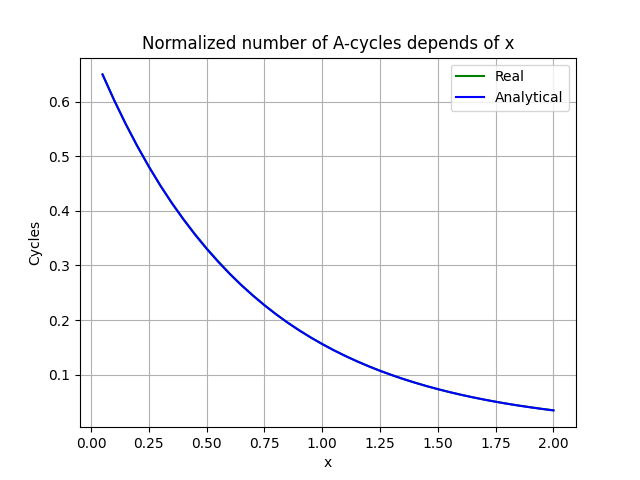 Normalized number of A-cycles depends of x
Real
Analytical
0.6
0.5
0.4
0.3
0.2
0.1
Cycles
0.00 0.25 0.50 0.75 1.00 1.25 1.50 1.75 2.00
x